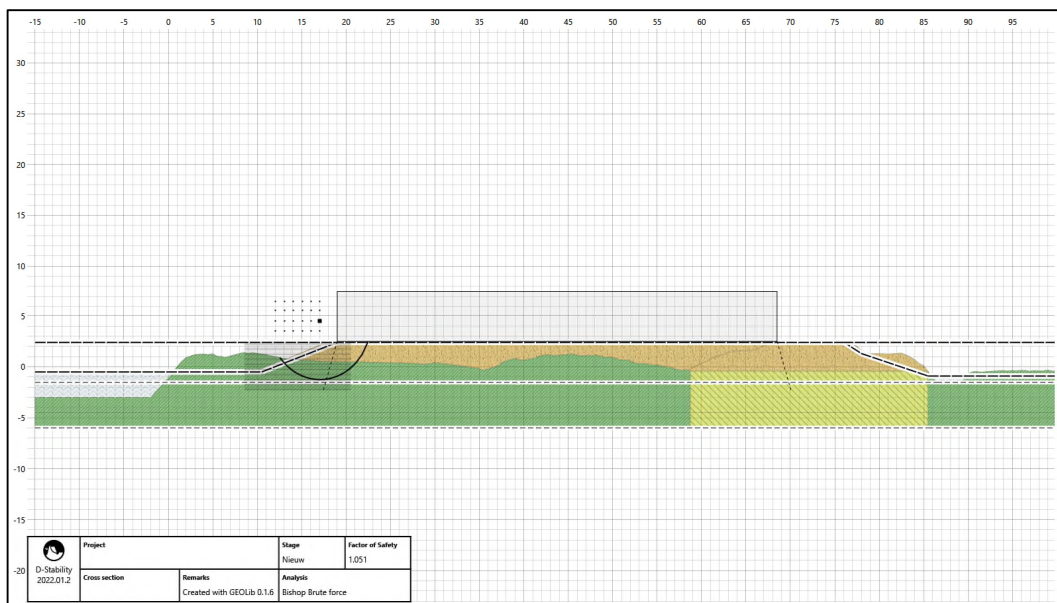 -15 -10 -5 0 5 10 15 20 25 30 35 40 45 50 55 60 65 70 75 80 85 90 95
30
25
20
15
10
5
0
-5
-10
-15
-20
D-Stability
2022.01.2
Project
Stage
Nieuw
Factor of Safety
1.051
Cross section
Remarks
Created with GEOLib 0.1.6
Analysis
Bishop Brute force